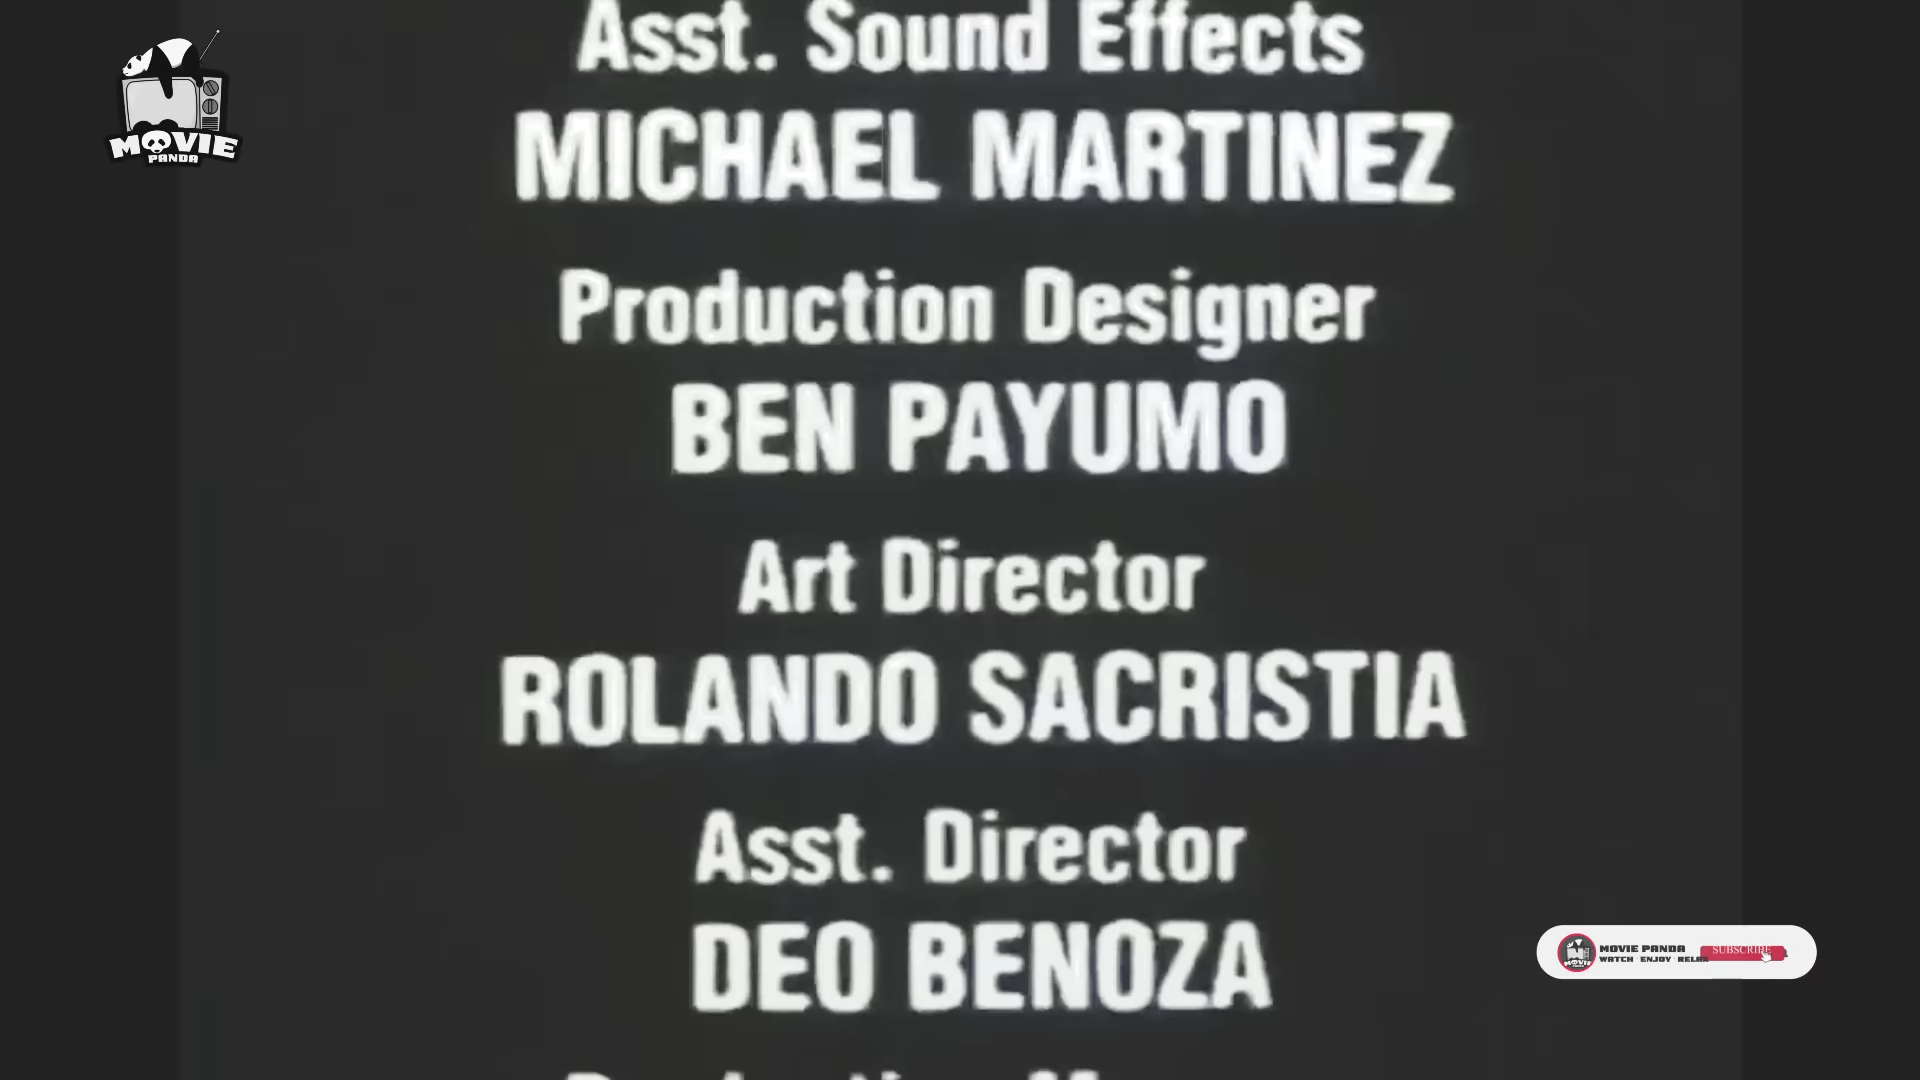 Asst. Sound Effects
MICHAEL MARTINEZ
Production Designer
BEN PAYUMO
Art Director
ROLANDO SACRISTIA
Asst. Director
DEO BENOZA
MOVIE
PANDA
MOVIE PANDA
WATCH · ENJOY · RELAX
SUBSCRIBE